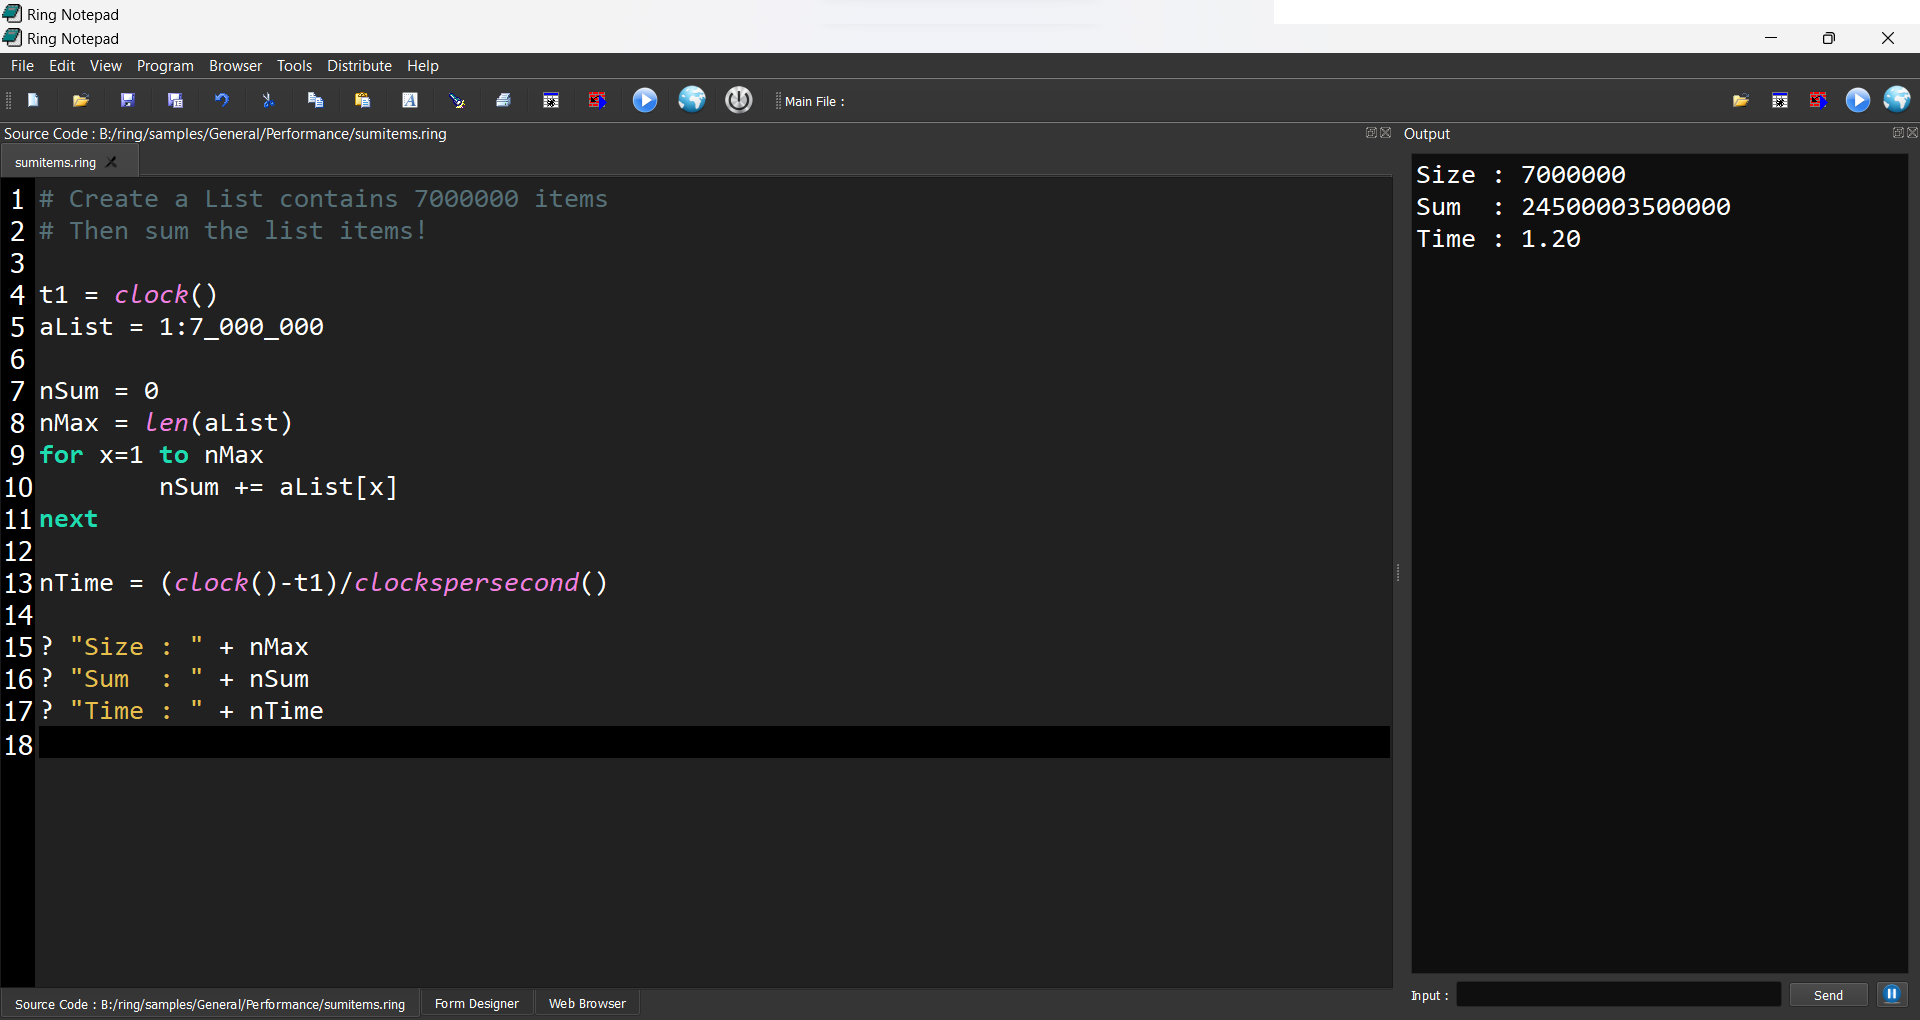 Ring Notepad
Ring Notepad
File Edit View Program Browser Tools Distribute Help
Main File :
Source Code : B:/ring/samples/General/Performance/sumitems.ring
sumitems.ring
1 # Create a List contains 7000000 items
2 # Then sum the list items!
3
4 t1 = clock()
5 aList = 1:7_000_000
6
7 nSum = 0
8 nMax = len(aList)
9 for x=1 to nMax
10         nSum += aList[x]
11 next
12
13 nTime = (clock()-t1)/clockspersecond()
14
15 ? "Size : " + nMax
16 ? "Sum  : " + nSum
17 ? "Time : " + nTime
18
Source Code : B:/ring/samples/General/Performance/sumitems.ring Form Designer Web Browser
Output
Size : 7000000
Sum  : 24500003500000
Time : 1.20
Input : Send